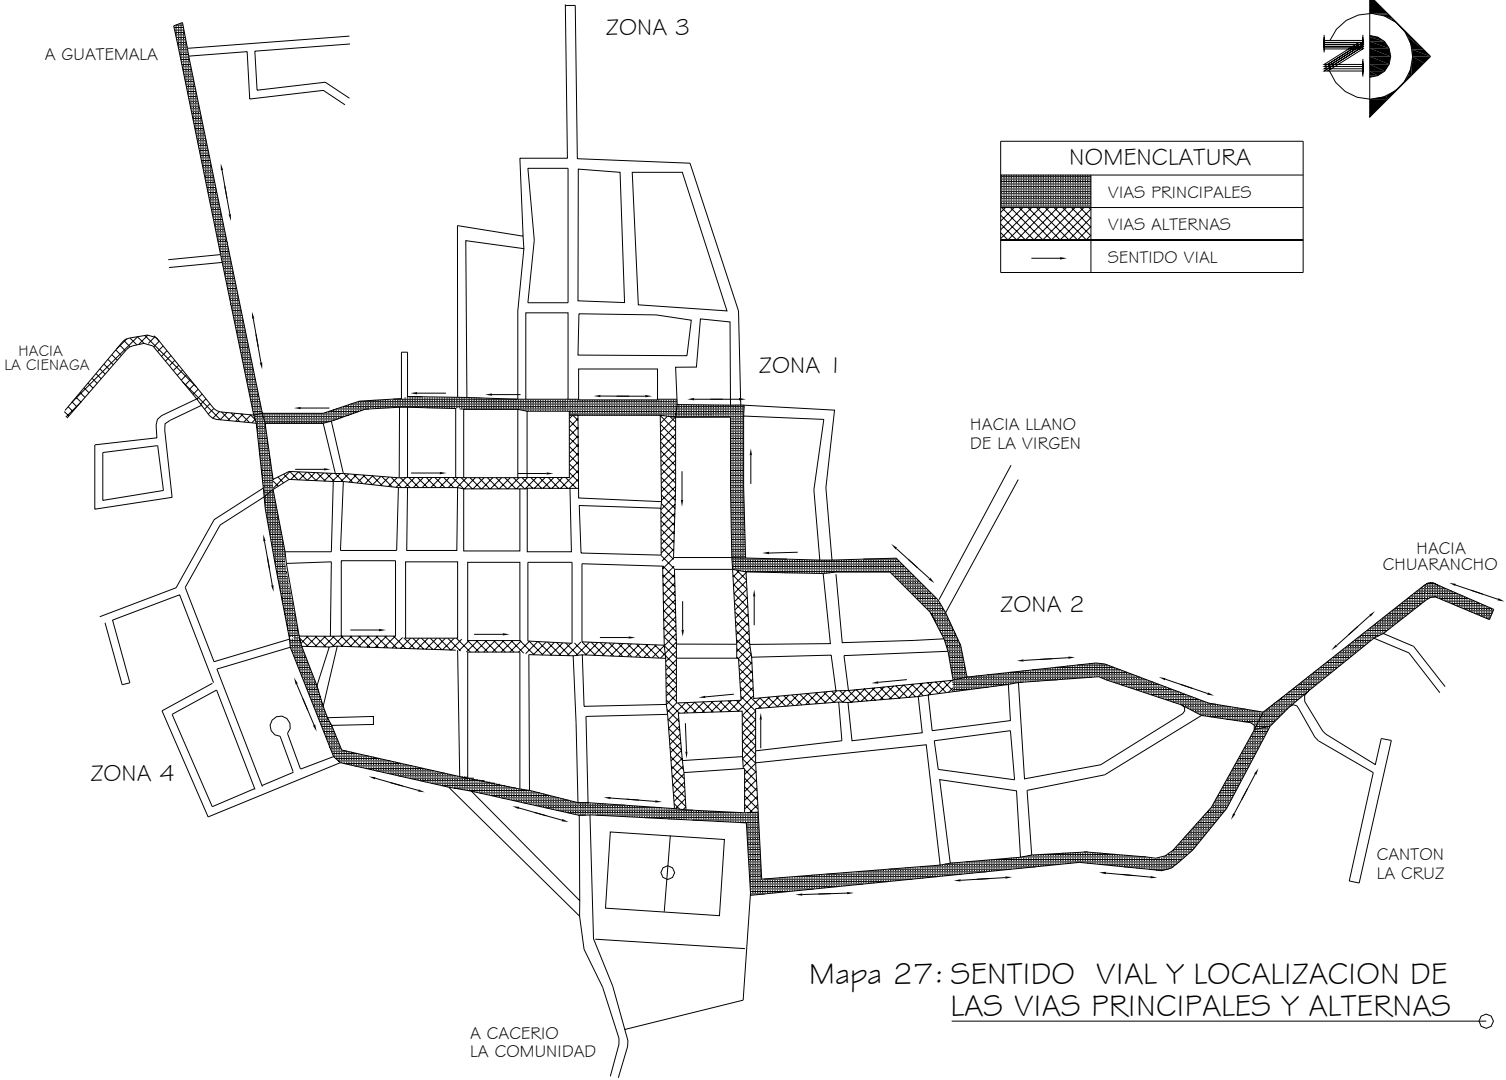 ZONA 3
A GUATEMALA
N
NOMENCLATURA
VIAS PRINCIPALES
VIAS ALTERNAS
SENTIDO VIAL
HACIA
LA CIENAGA
ZONA 1
HACIA LLANO
DE LA VIRGEN
HACIA
CHUARANCHO
ZONA 2
ZONA 4
CANTON
LA CRUZ
Mapa 27: SENTIDO VIAL Y LOCALIZACION DE
LAS VIAS PRINCIPALES Y ALTERNAS
A CACERIO
LA COMUNIDAD